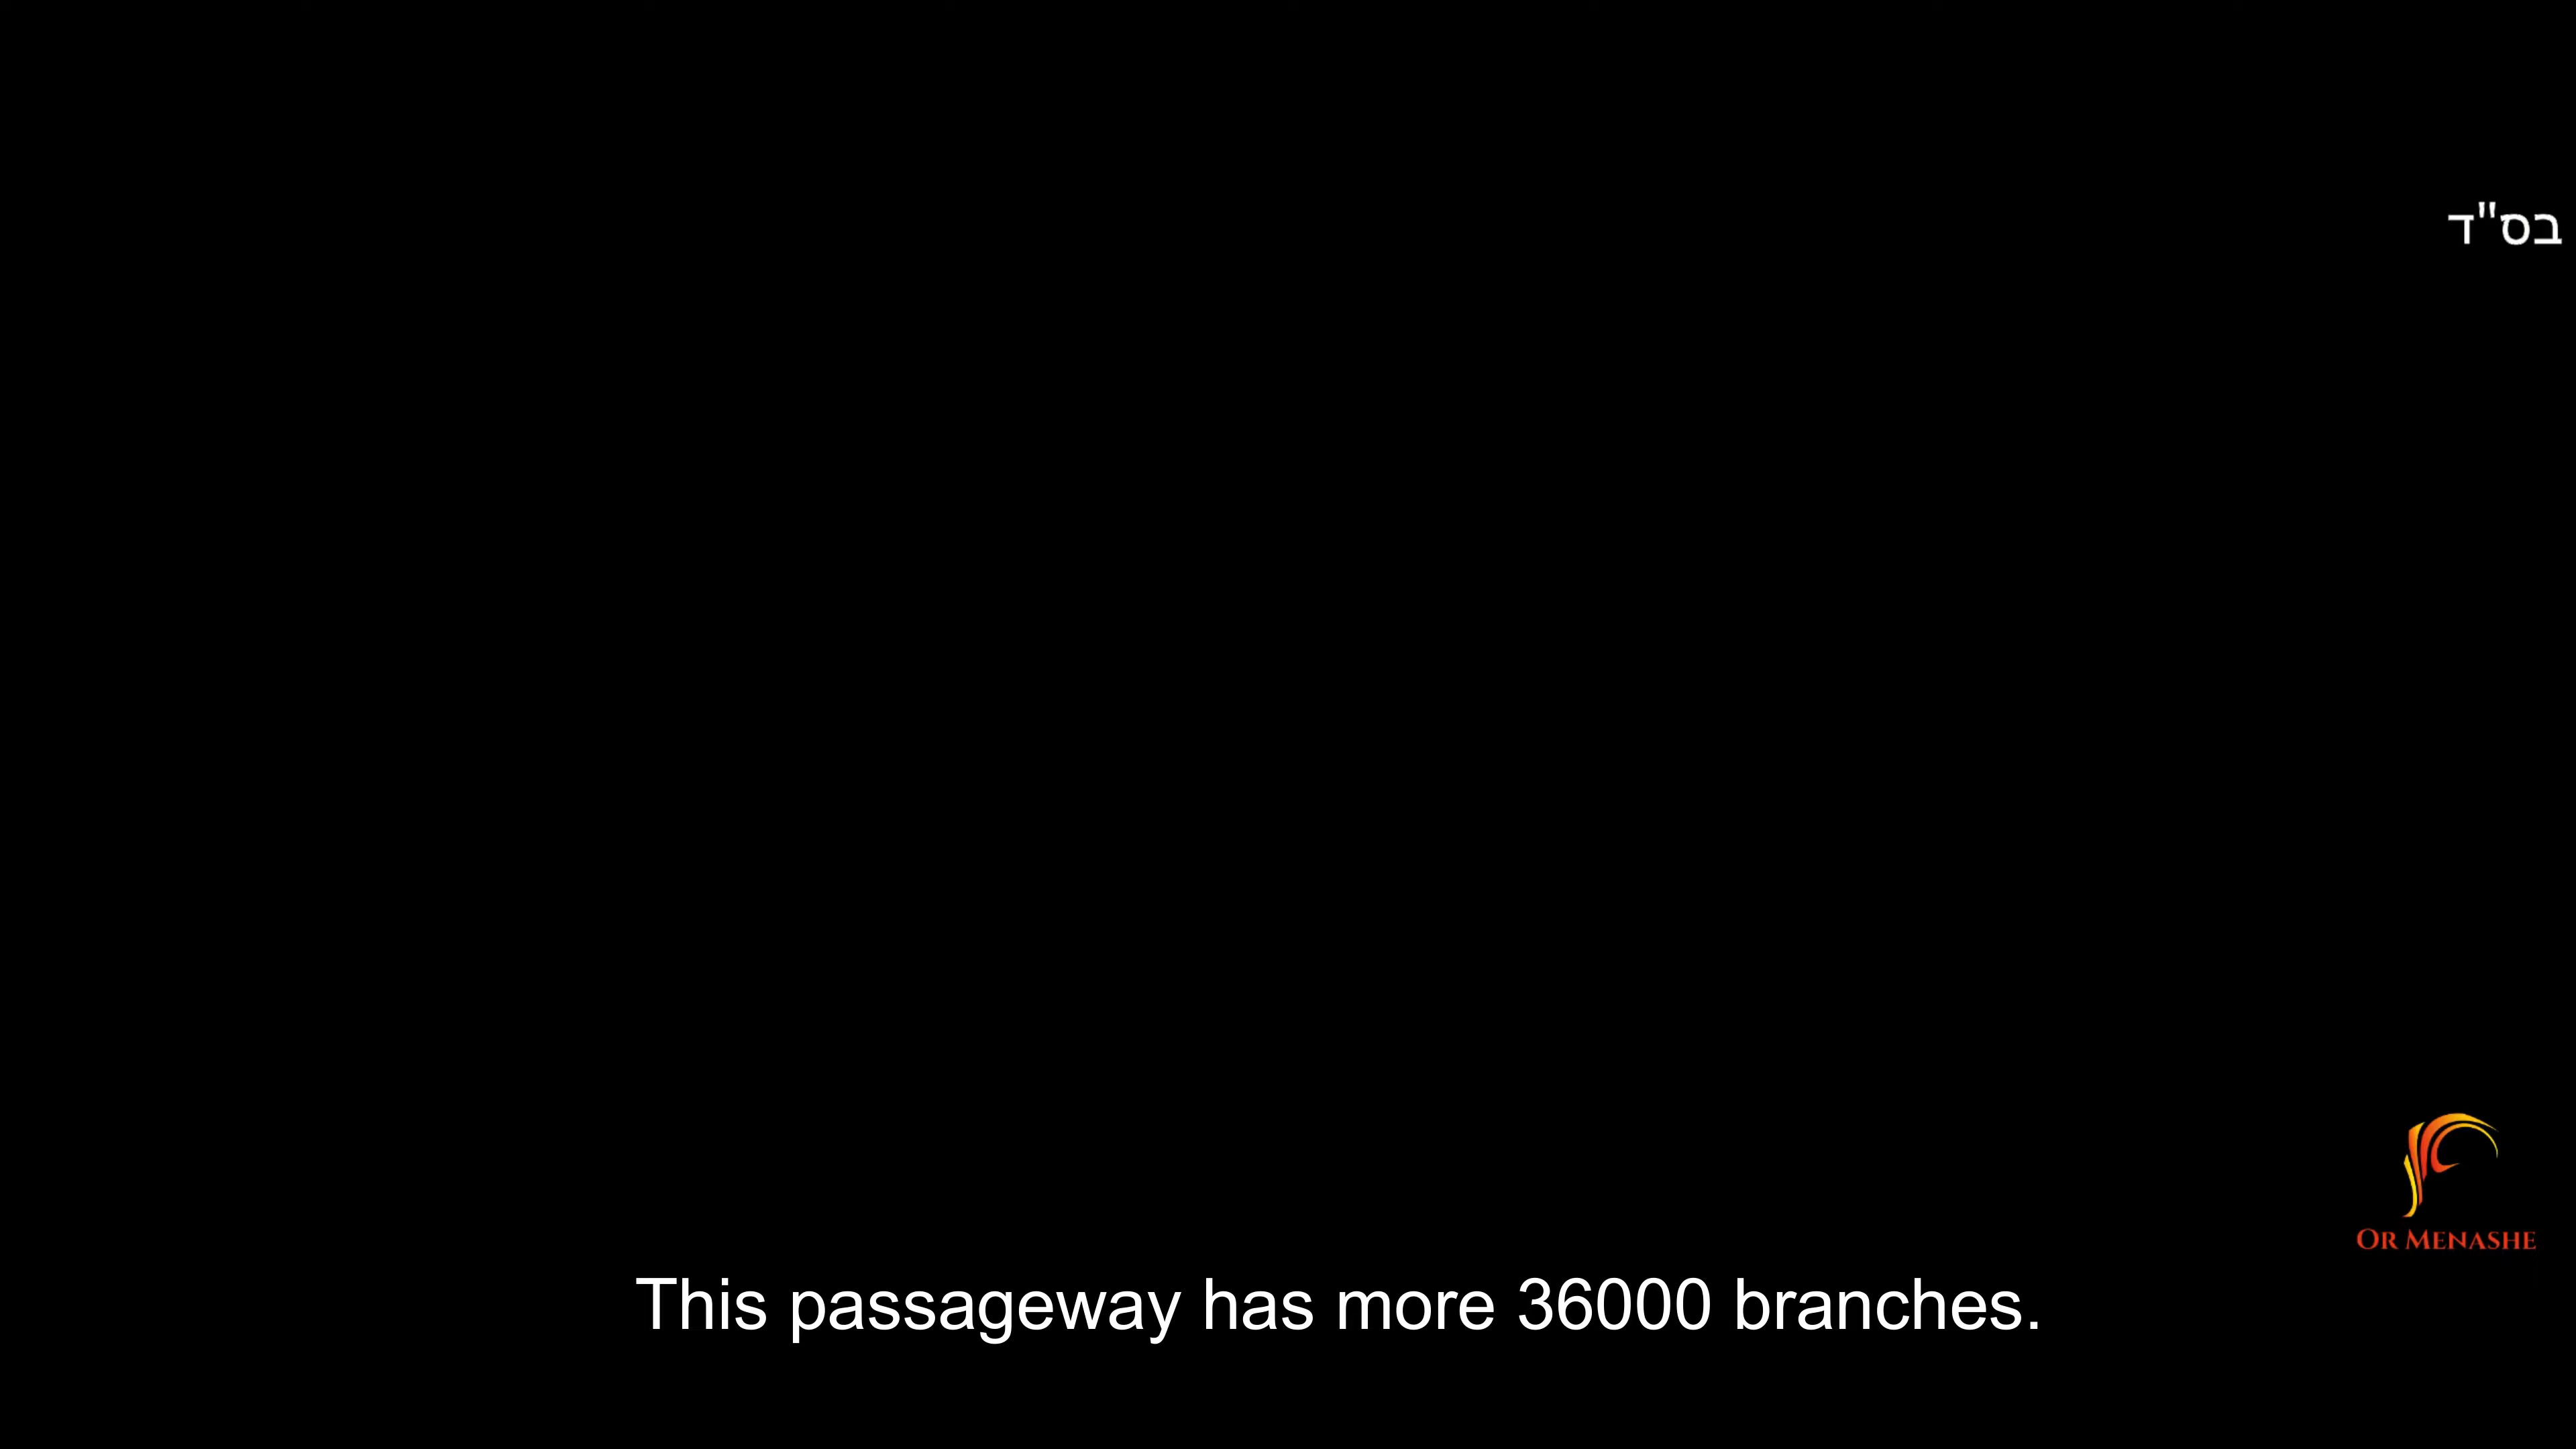 בס"ד
OR MENASHE
This passageway has more 36000 branches.